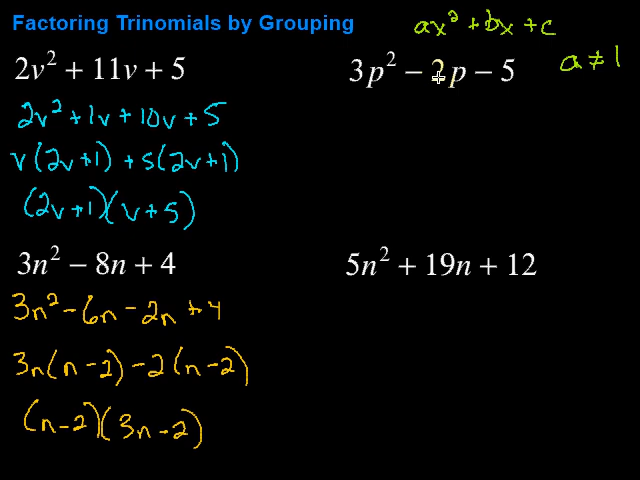 Factoring Trinomials by Grouping
ax² + bx + c
a ≠ 1
2v² + 11v + 5
2v² + 1v + 10v + 5
v(2v+1) + 5(2v+1)
(2v+1)(v+5)
3p² − 2p − 5
3n² − 8n + 4
3n² − 6n − 2n + 4
3n(n−2) − 2(n−2)
(n−2)(3n−2)
5n² + 19n + 12